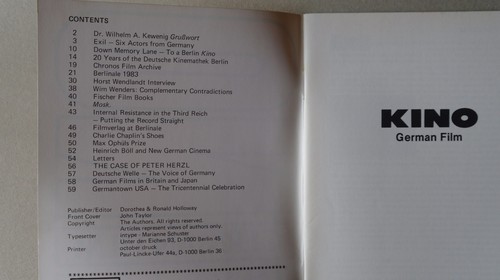 CONTENTS
2 Dr. Wilhelm A. Kewenig Grußwort
3 Exil — Six Actors from Germany
10 Down Memory Lane — To a Berlin Kino
14 20 Years of the Deutsche Kinemathek Berlin
19 Chronos Film Archive
21 Berlinale 1983
30 Horst Wendlandt Interview
38 Wim Wenders: Complementary Contradictions
40 Fischer Film Books
41 Mosk.
43 Internal Resistance in the Third Reich
— Putting the Record Straight
46 Filmverlag at Berlinale
49 Charlie Chaplin's Shoes
50 Max Ophüls Prize
52 Heinrich Böll and New German Cinema
54 Letters
56 THE CASE OF PETER HERZL
57 Deutsche Welle — The Voice of Germany
58 German Films in Britain and Japan
59 Germantown USA — The Tricentennial Celebration
Publisher/Editor Dorothea & Ronald Holloway
Front Cover John Taylor
Copyright The Authors. All rights reserved.
Articles represent views of authors only.
Typesetter intype - Marianne Schuster
Unter den Eichen 93, D-1000 Berlin 45
Printer october druck
Paul-Lincke-Ufer 44a, D-1000 Berlin 36
KINO
German Film